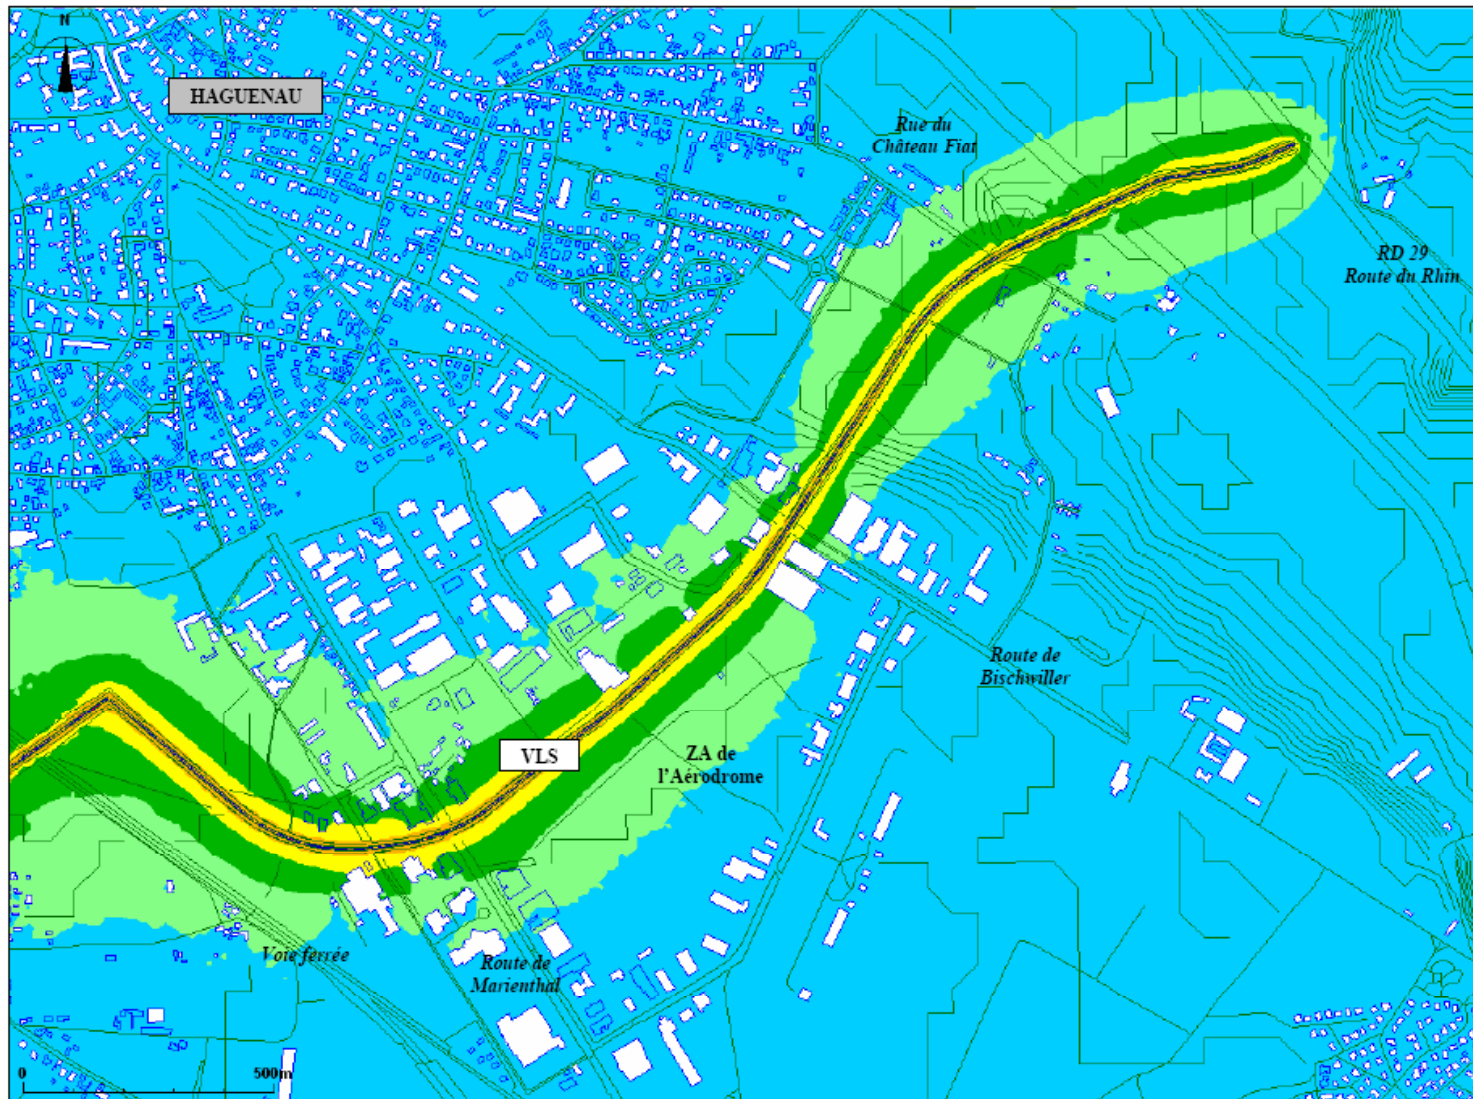 N
HAGUENAU
Rue du
Château Fiat
RD 29
Route du Rhin
Route de
Bischwiller
VLS
ZA de
l'Aérodrome
Voie ferrée
Route de
Marienthal
0
500m